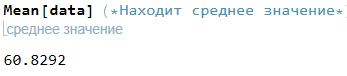 Mean[data] (*Находит среднее значение*)
среднее значение
60.8292